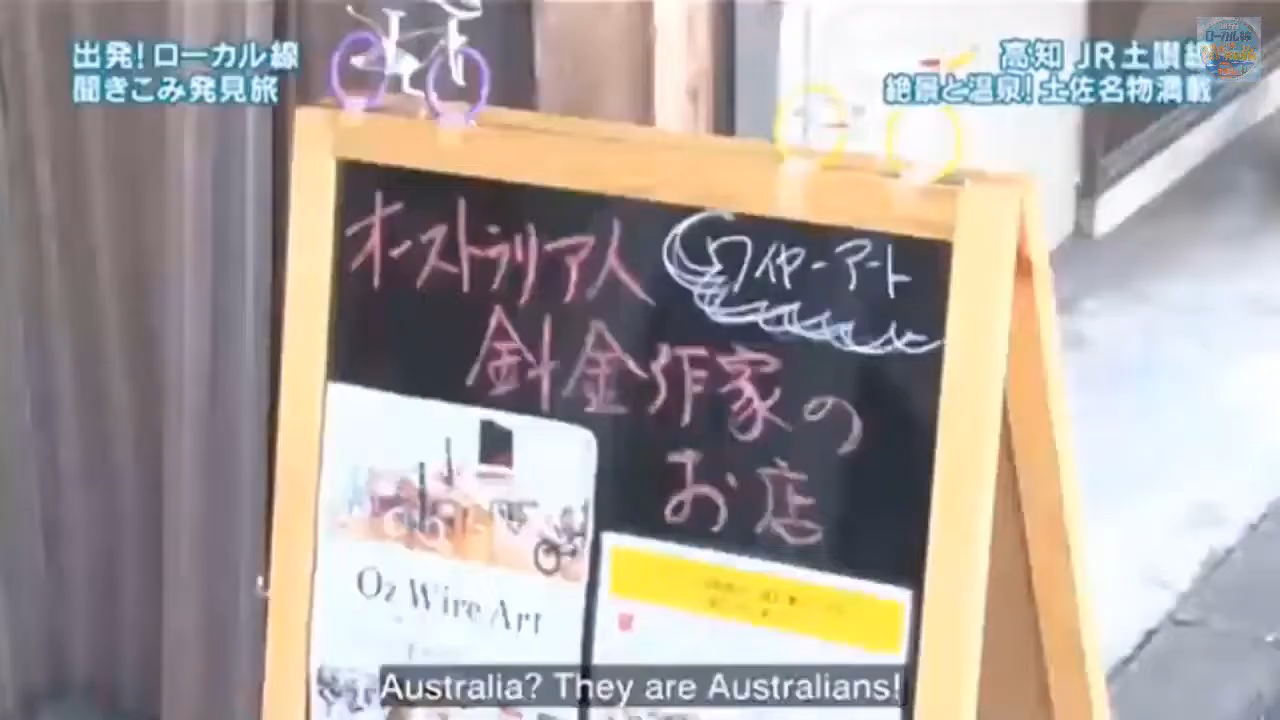 出発!ローカル線
聞きこみ発見旅
高知 JR土讃線
絶景と温泉!土佐名物満載
オーストラリア人
ワイヤーアート
針金作家の
お店
Oz Wire Art
Australia? They are Australians!